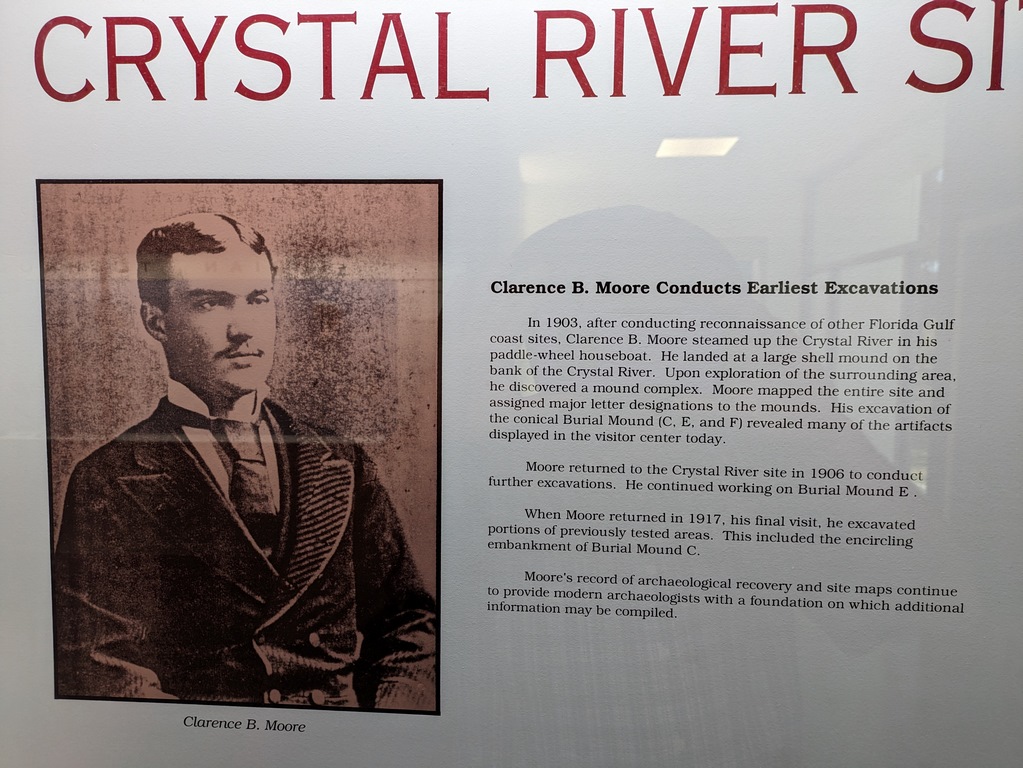 CRYSTAL RIVER SI
Clarence B. Moore Conducts Earliest Excavations
In 1903, after conducting reconnaissance of other Florida Gulf
coast sites, Clarence B. Moore steamed up the Crystal River in his
paddle-wheel houseboat. He landed at a large shell mound on the
bank of the Crystal River. Upon exploration of the surrounding area,
he discovered a mound complex. Moore mapped the entire site and
assigned major letter designations to the mounds. His excavation of
the conical Burial Mound (C, E, and F) revealed many of the artifacts
displayed in the visitor center today.
Moore returned to the Crystal River site in 1906 to conduct
further excavations. He continued working on Burial Mound E .
When Moore returned in 1917, his final visit, he excavated
portions of previously tested areas. This included the encircling
embankment of Burial Mound C.
Moore's record of archaeological recovery and site maps continue
to provide modern archaeologists with a foundation on which additional
information may be compiled.
Clarence B. Moore